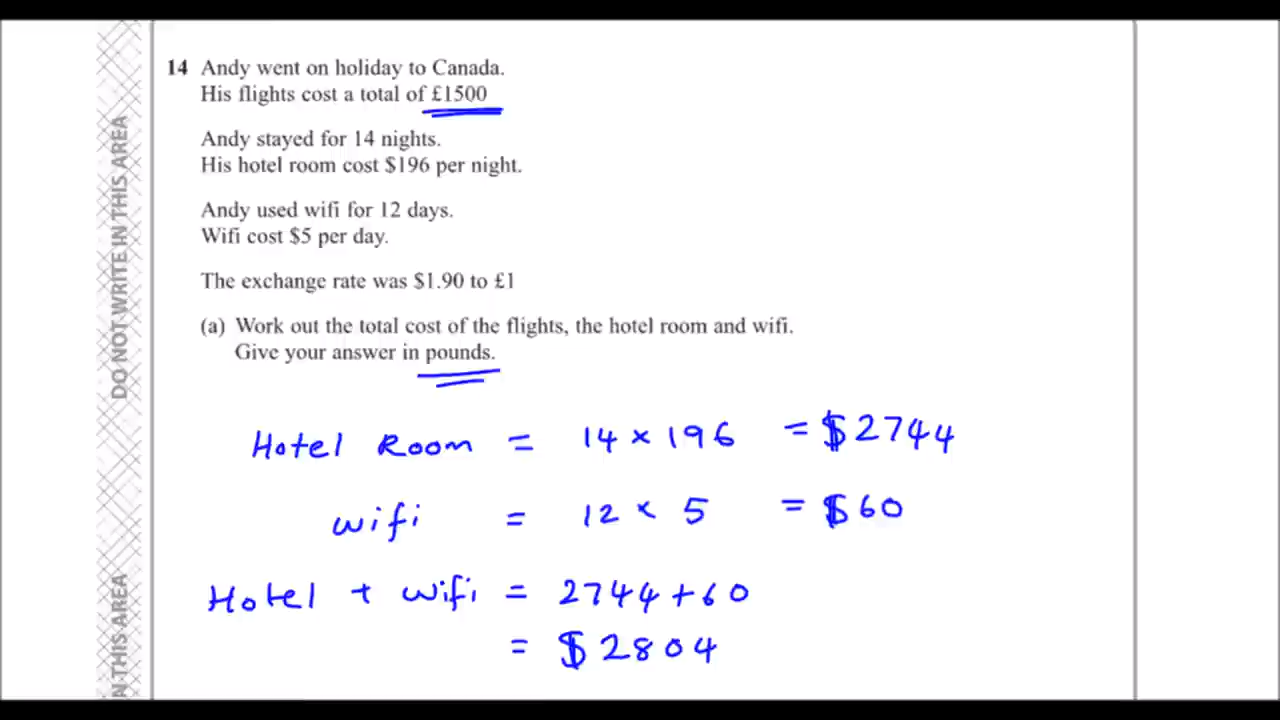 14 Andy went on holiday to Canada.
His flights cost a total of £1500
Andy stayed for 14 nights.
His hotel room cost $196 per night.
Andy used wifi for 12 days.
Wifi cost $5 per day.
The exchange rate was $1.90 to £1
(a) Work out the total cost of the flights, the hotel room and wifi.
Give your answer in pounds.
Hotel Room = 14 × 196 = $2744
wifi = 12 × 5 = $60
Hotel + wifi = 2744 + 60
= $2804
DO NOT WRITE IN THIS AREA
N THIS AREA